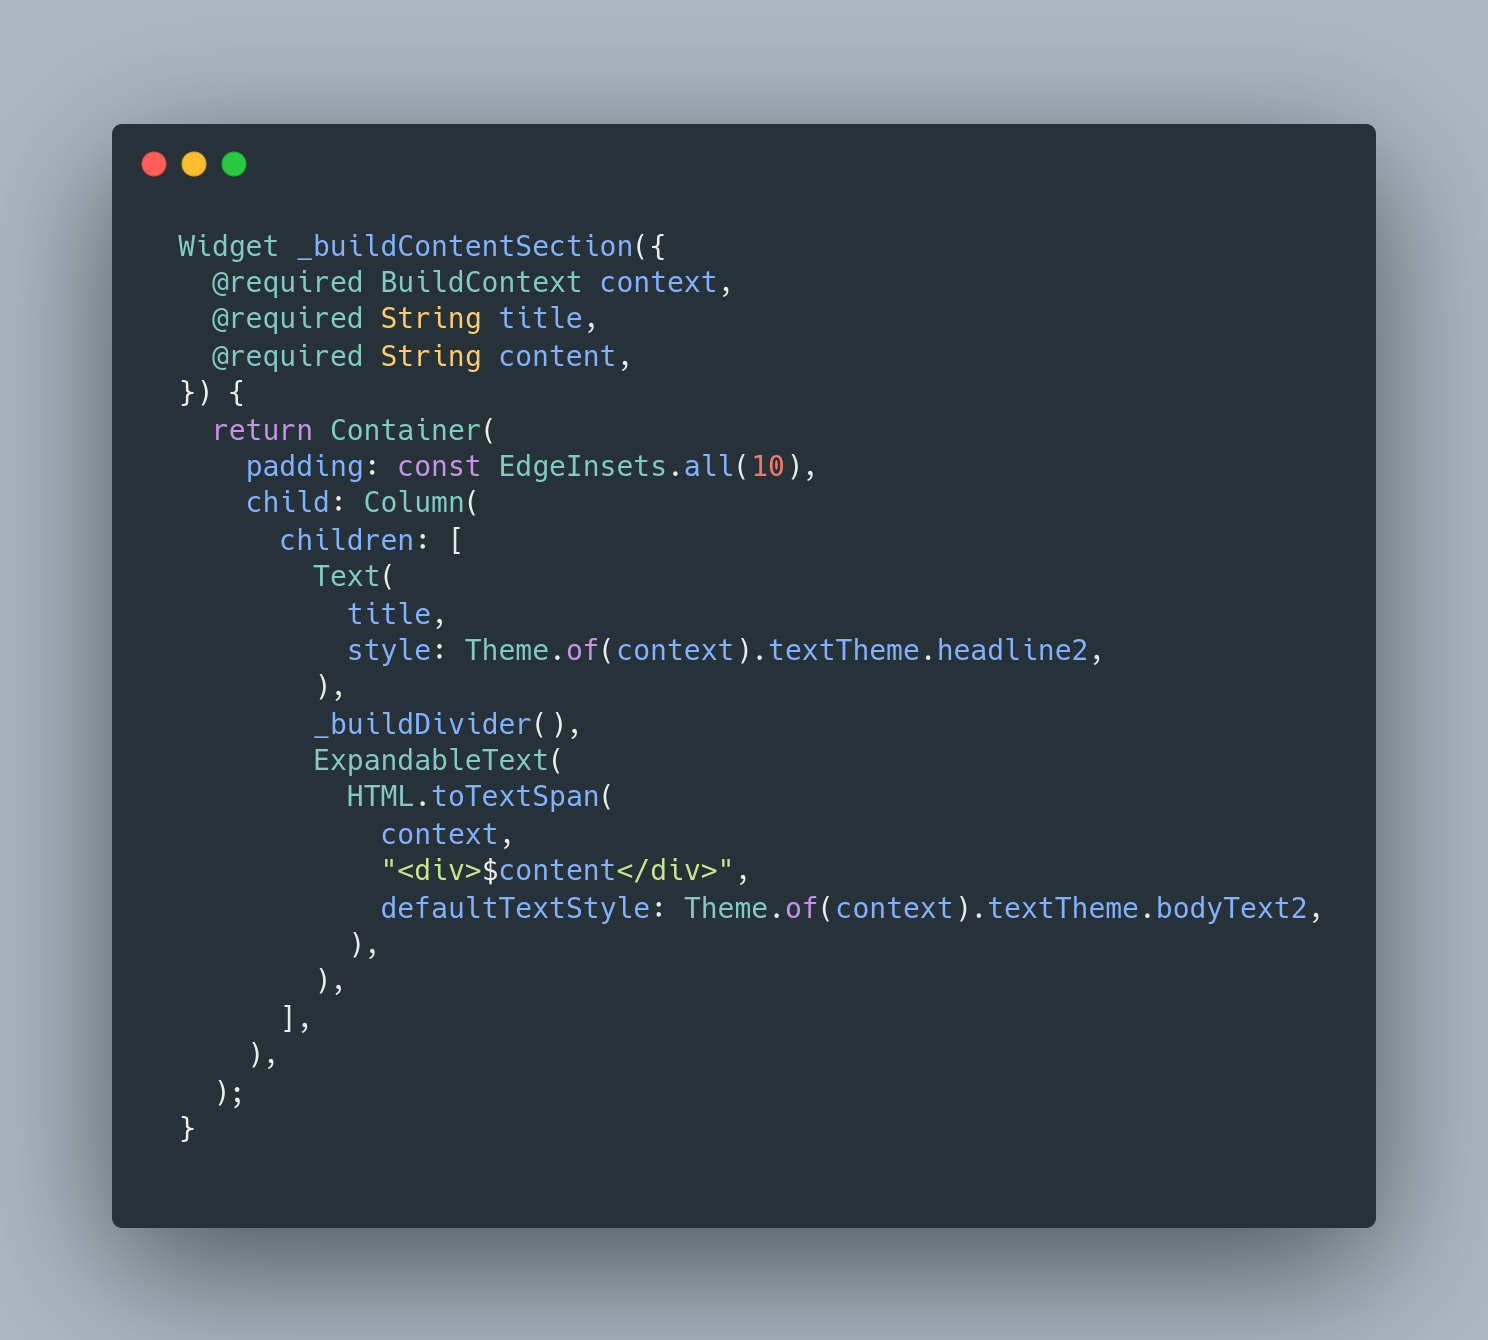 Widget _buildContentSection({
  @required BuildContext context,
  @required String title,
  @required String content,
}) {
  return Container(
    padding: const EdgeInsets.all(10),
    child: Column(
      children: [
        Text(
          title,
          style: Theme.of(context).textTheme.headline2,
        ),
        _buildDivider(),
        ExpandableText(
          HTML.toTextSpan(
            context,
            "<div>$content</div>",
            defaultTextStyle: Theme.of(context).textTheme.bodyText2,
          ),
        ),
      ],
    ),
  );
}